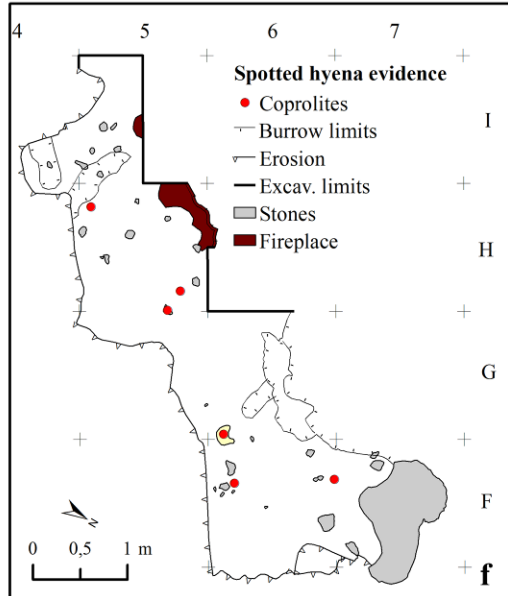 4 5 6 7
Spotted hyena evidence
Coprolites
I
Burrow limits
Erosion
Excav. limits
Stones
Fireplace
H
G
F
N
0 0,5 1 m
f